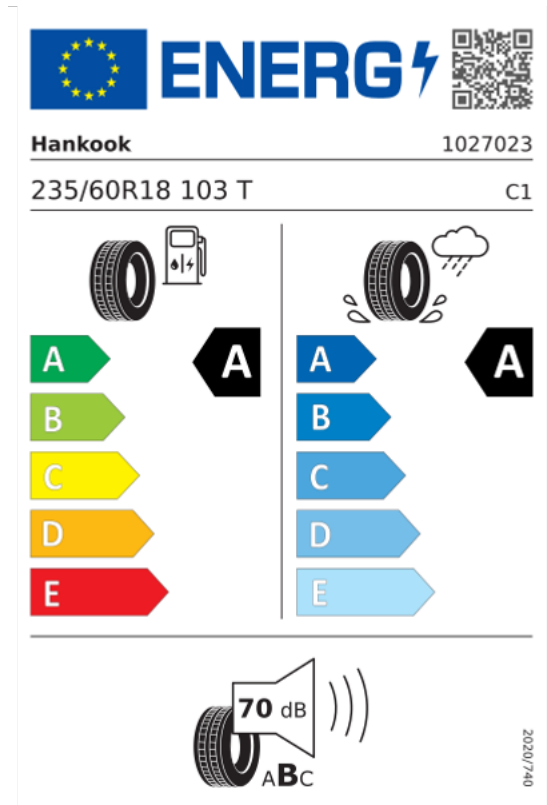 ENERG
Hankook 1027023
235/60R18 103 T C1
A A
B
C
D
E
A A
B
C
D
E
70 dB
ABC
2020/740